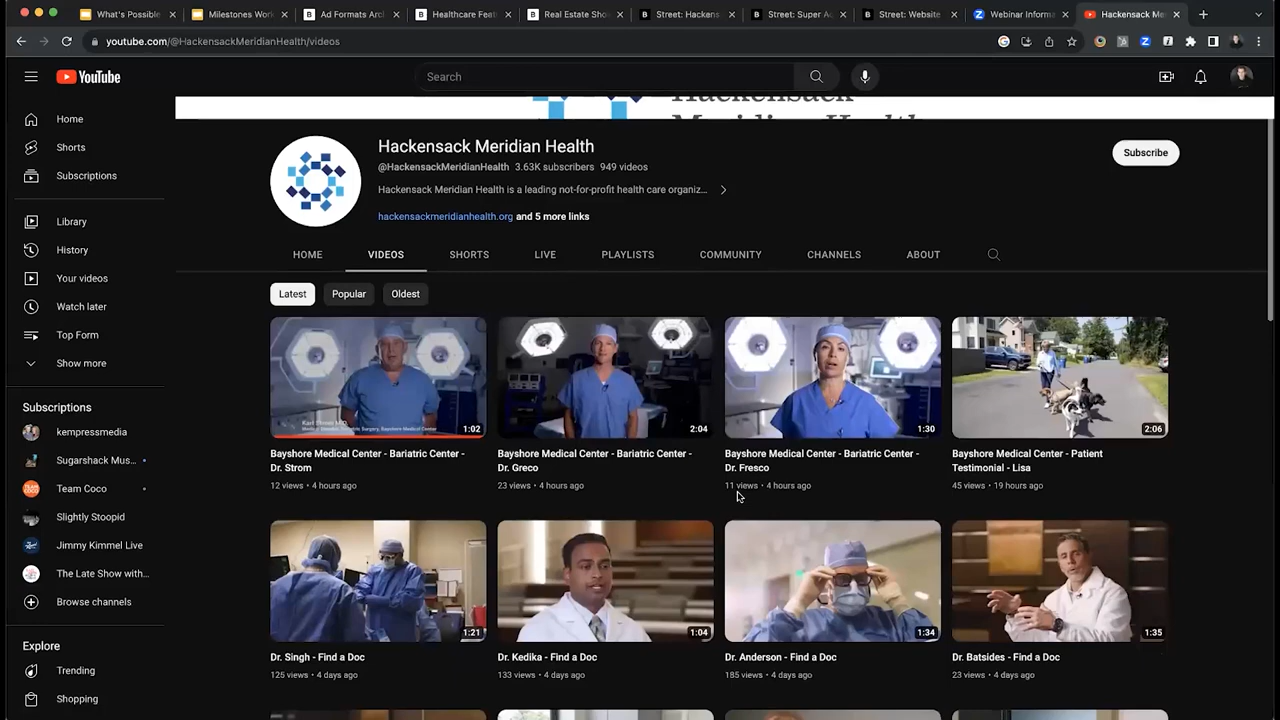 What's Possible
Milestones Wor
Ad Formats Arc
Healthcare Feat
Real Estate Sho
Street: Hackens
Street: Super A
Street: Website
Webinar Informa
Hackensack Me
youtube.com/@HackensackMeridianHealth/videos
YouTube
Search
Home
Shorts
Subscriptions
Library
History
Your videos
Watch later
Top Form
Show more
Subscriptions
kempressmedia
Sugarshack Mus...
Team Coco
Slightly Stoopid
Jimmy Kimmel Live
The Late Show with...
Browse channels
Explore
Trending
Shopping
Hackensack
Meridian Health
Hackensack Meridian Health
@HackensackMeridianHealth 3.63K subscribers 949 videos
Hackensack Meridian Health is a leading not-for-profit health care organiz...
hackensackmeridianhealth.org and 5 more links
Subscribe
HOME VIDEOS SHORTS LIVE PLAYLISTS COMMUNITY CHANNELS ABOUT
Latest Popular Oldest
1:02
Bayshore Medical Center - Bariatric Center -
Dr. Strom
12 views • 4 hours ago
2:04
Bayshore Medical Center - Bariatric Center -
Dr. Greco
23 views • 4 hours ago
1:30
Bayshore Medical Center - Bariatric Center -
Dr. Fresco
11 views • 4 hours ago
2:06
Bayshore Medical Center - Patient
Testimonial - Lisa
45 views • 19 hours ago
1:21
Dr. Singh - Find a Doc
125 views • 4 days ago
1:04
Dr. Kedika - Find a Doc
133 views • 4 days ago
1:34
Dr. Anderson - Find a Doc
185 views • 4 days ago
1:35
Dr. Batsides - Find a Doc
23 views • 4 days ago